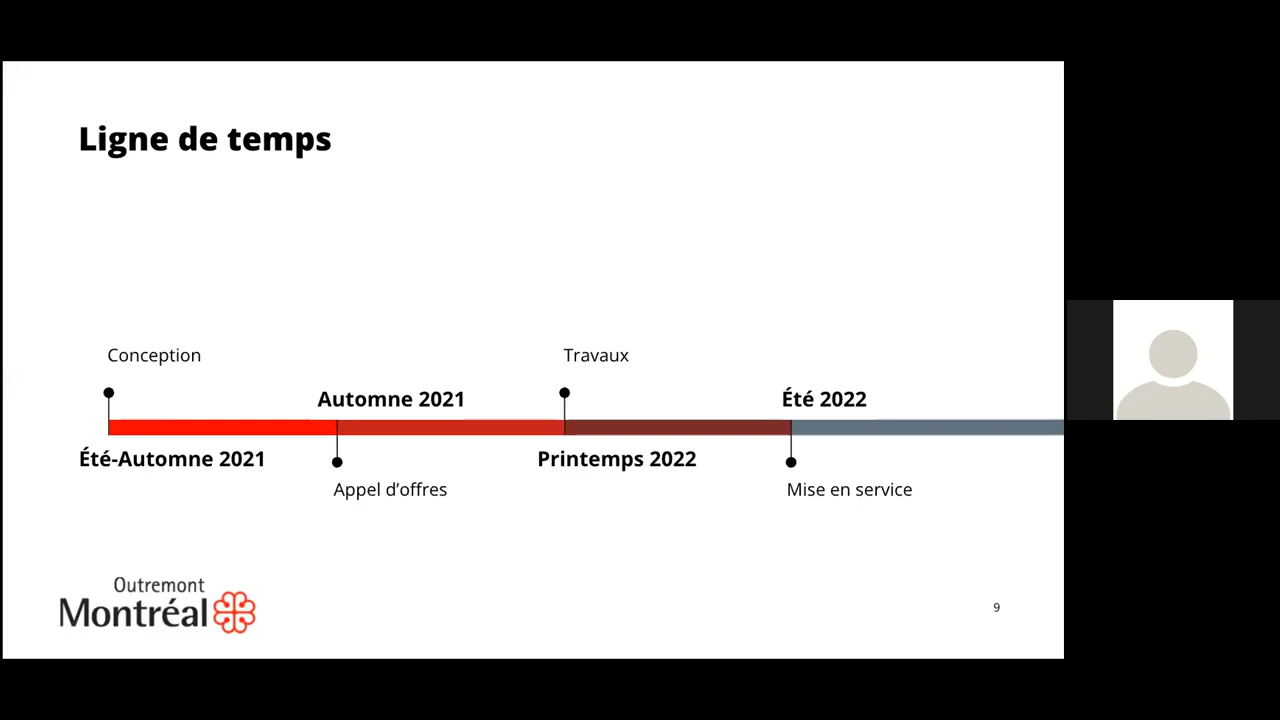 Ligne de temps
Conception
Travaux
Automne 2021
Été 2022
Été-Automne 2021
Printemps 2022
Appel d’offres
Mise en service
Outremont
Montréal
9